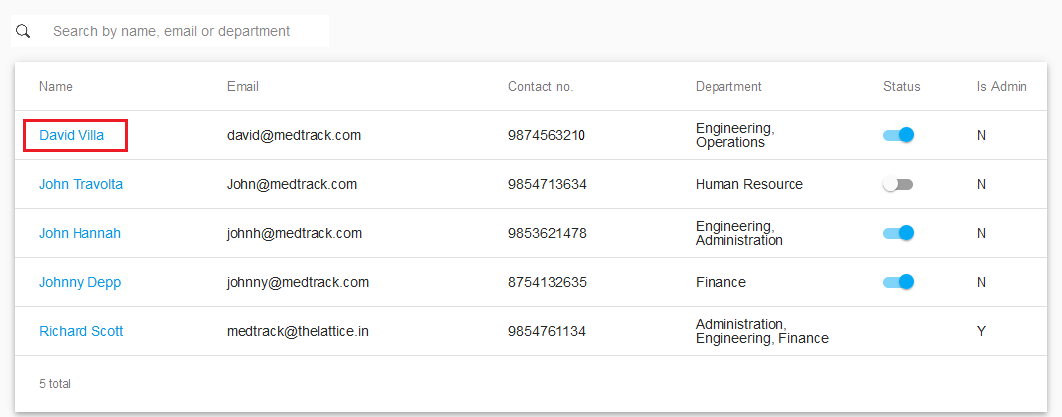 Search by name, email or department
Name Email Contact no. Department Status Is Admin
David Villa david@medtrack.com 9874563210 Engineering, Operations N
John Travolta John@medtrack.com 9854713634 Human Resource N
John Hannah johnh@medtrack.com 9853621478 Engineering, Administration N
Johnny Depp johnny@medtrack.com 8754132635 Finance N
Richard Scott medtrack@thelattice.in 9854761134 Administration, Engineering, Finance Y
5 total